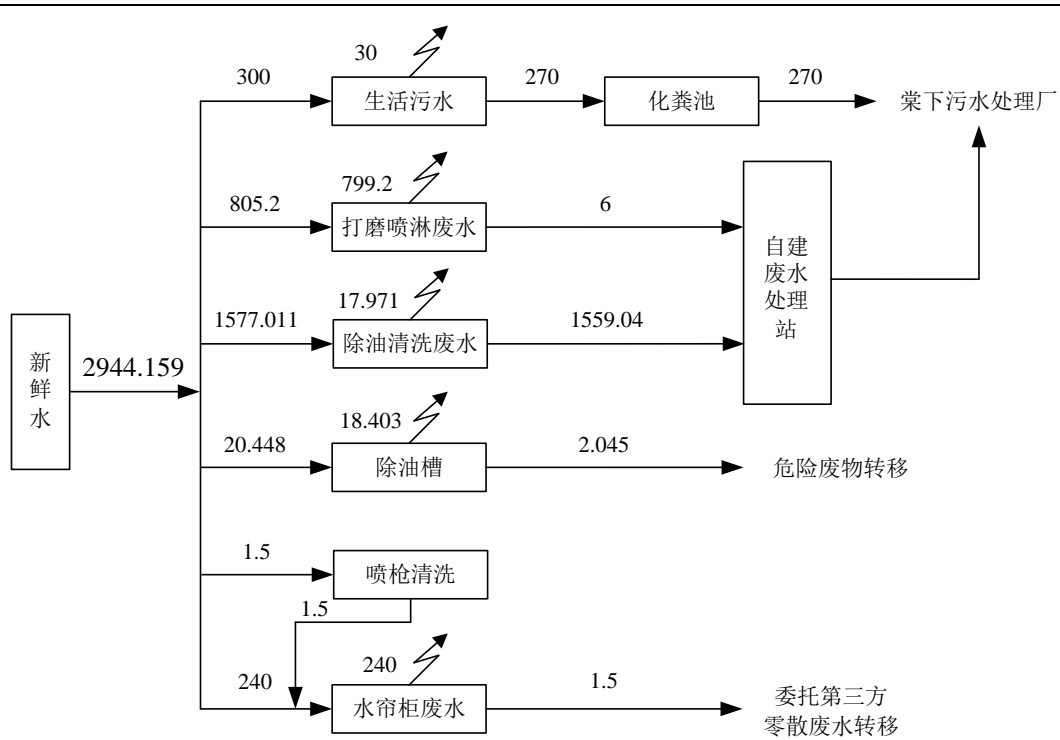 30
300
生活污水
270
化粪池
270
棠下污水处理厂
799.2
805.2
打磨喷淋废水
6
自建
废水
处理
站
17.971
1577.011
除油清洗废水
1559.04
新
鲜
水
2944.159
18.403
20.448
除油槽
2.045
危险废物转移
1.5
喷枪清洗
1.5
240
240
水帘柜废水
1.5
委托第三方
零散废水转移